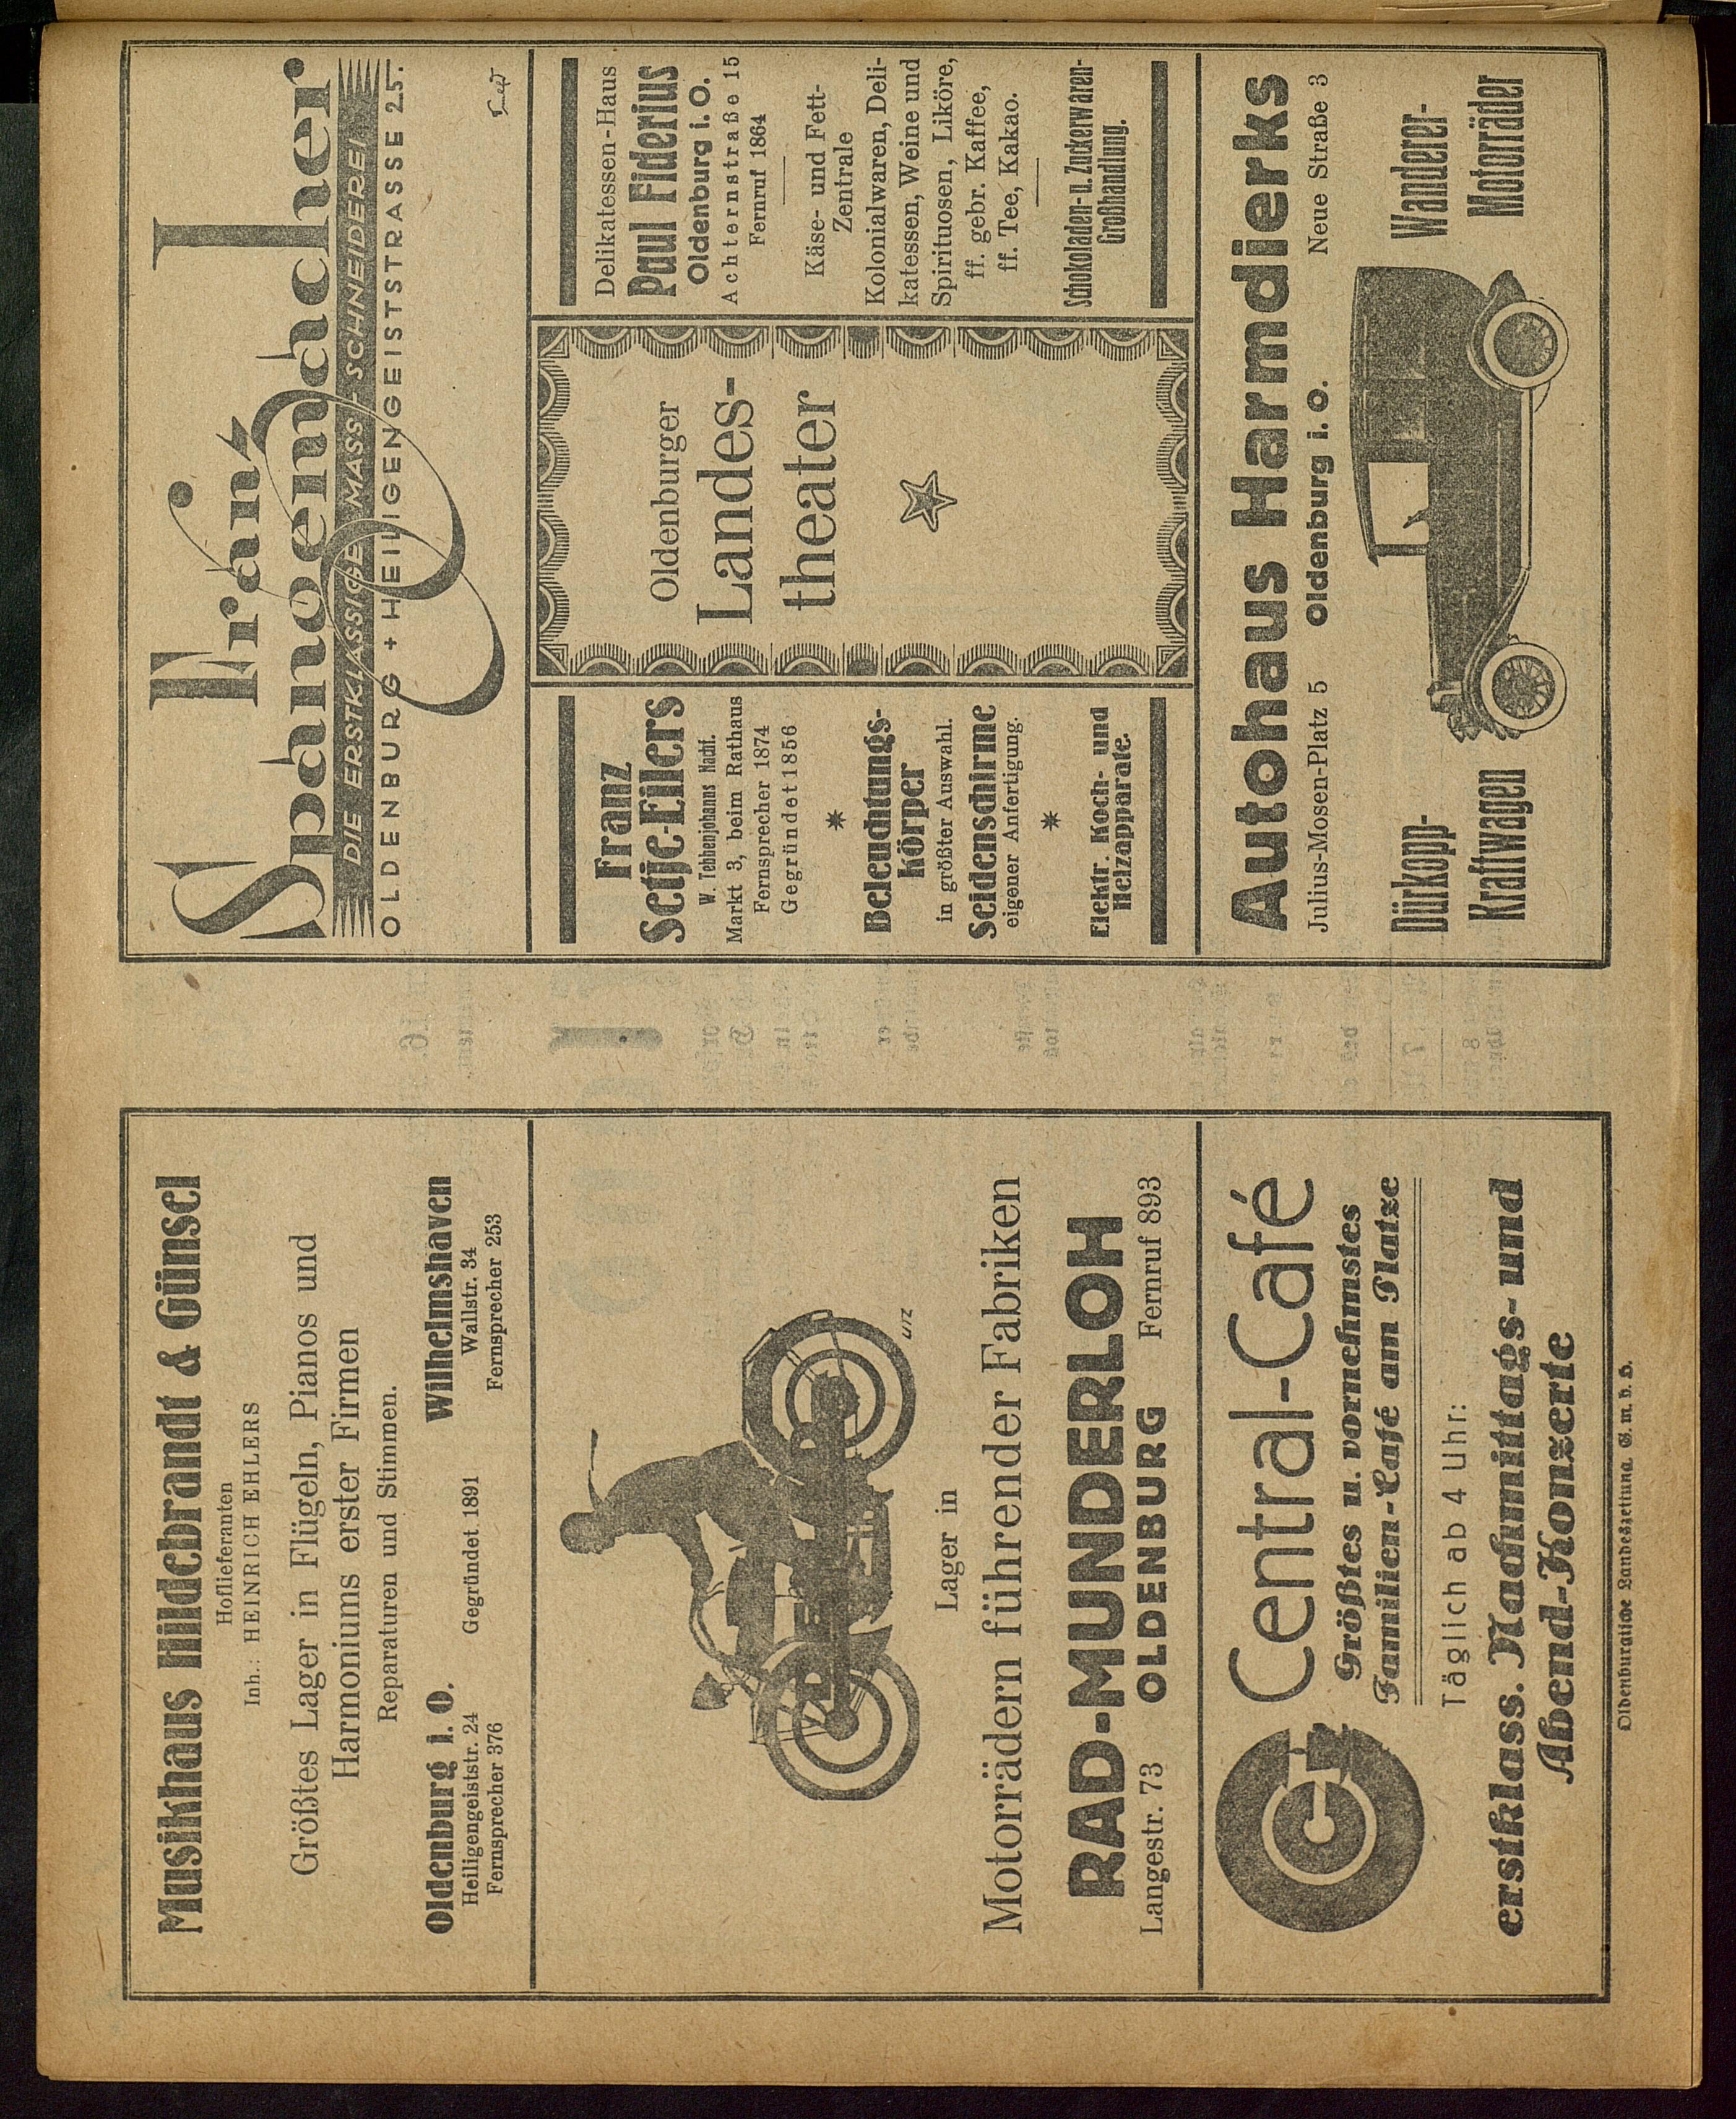 Musikhaus Hildebrandt & Günsel
Hoflieferanten
Inh.: HEINRICH EHLERS
Größtes Lager in Flügeln, Pianos und
Harmoniums erster Firmen
Reparaturen und Stimmen.
Oldenburg i. O.
Heiligengeiststr. 24
Fernsprecher 376
Gegründet 1891
Wilhelmshaven
Wallstr. 34
Fernsprecher 253
UTZ
Lager in
Motorrädern führender Fabriken
RAD-MUNDERLOH
Langestr. 73 OLDENBURG Fernruf 893
Central-Café
Größtes u. vornehmstes
Familien-Café am Platze
Täglich ab 4 Uhr:
erstklass. Nachmittags- und
Abend-Konzerte
Oldenburgische Landeszeitung, G. m. b. H.
Franz
Spanoemacher
DIE ERSTKLASSIGE MASS-SCHNEIDEREI
OLDENBURG + HEILIGENGEISTSTRASSE 25.
Franz
Setje-Eilers
W. Tebbenjohanns Nachf.
Markt 3, beim Rathaus
Fernsprecher 1874
Gegründet 1856
Beleuchtungs-
körper
in größter Auswahl.
Seidenschirme
eigener Anfertigung.
Elektr. Koch- und
Heizapparate.
Oldenburger
Landes-
theater
Delikatessen-Haus
Paul Fiderius
Oldenburg i. O.
Achternstraße 15
Fernruf 1864
Käse- und Fett-
Zentrale
Kolonialwaren, Deli-
katessen, Weine und
Spirituosen, Liköre,
ff. gebr. Kaffee,
ff. Tee, Kakao.
Schokoladen- u. Zuckerwaren-
Großhandlung.
Autohaus Harmdierks
Julius-Mosen-Platz 5 Oldenburg i. O. Neue Straße 3
Dürkopp-
Kraftwagen
Wanderer-
Motorräder